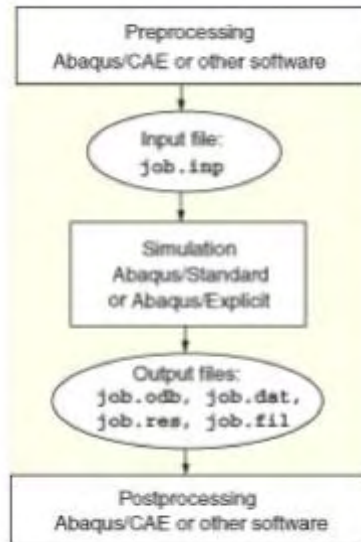 Preprocessing
Abaqus/CAE or other software
Input file:
job.inp
Simulation
Abaqus/Standard
or Abaqus/Explicit
Output files:
job.odb, job.dat,
job.res, job.fil
Postprocessing
Abaqus/CAE or other software